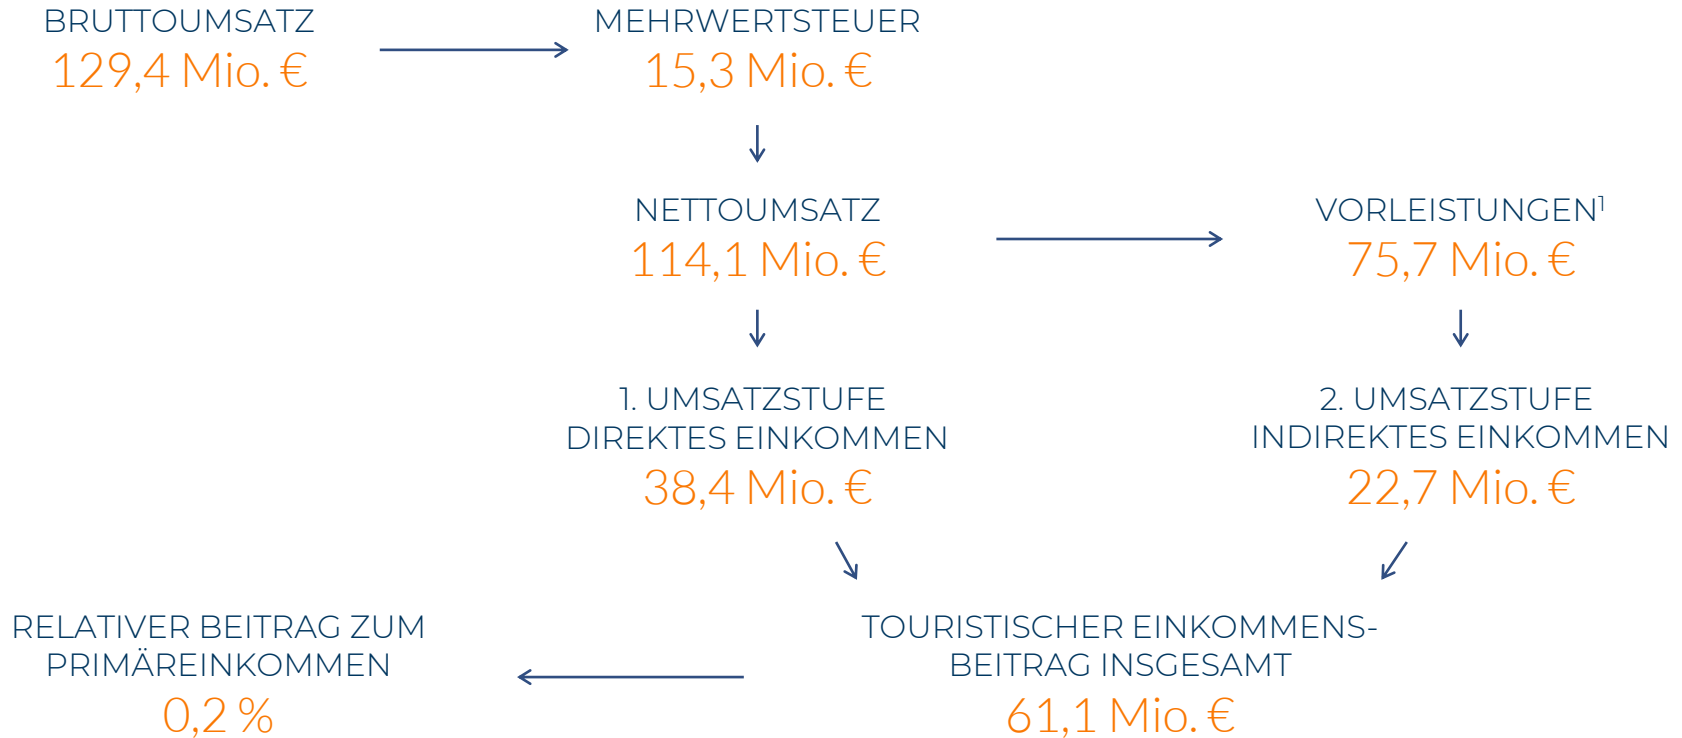 BRUTTOUMSATZ
129,4 Mio. €
MEHRWERTSTEUER
15,3 Mio. €
NETTOUMSATZ
114,1 Mio. €
VORLEISTUNGEN¹
75,7 Mio. €
1. UMSATZSTUFE
DIREKTES EINKOMMEN
38,4 Mio. €
2. UMSATZSTUFE
INDIREKTES EINKOMMEN
22,7 Mio. €
RELATIVER BEITRAG ZUM
PRIMÄREINKOMMEN
0,2 %
TOURISTISCHER EINKOMMENS-
BEITRAG INSGESAMT
61,1 Mio. €